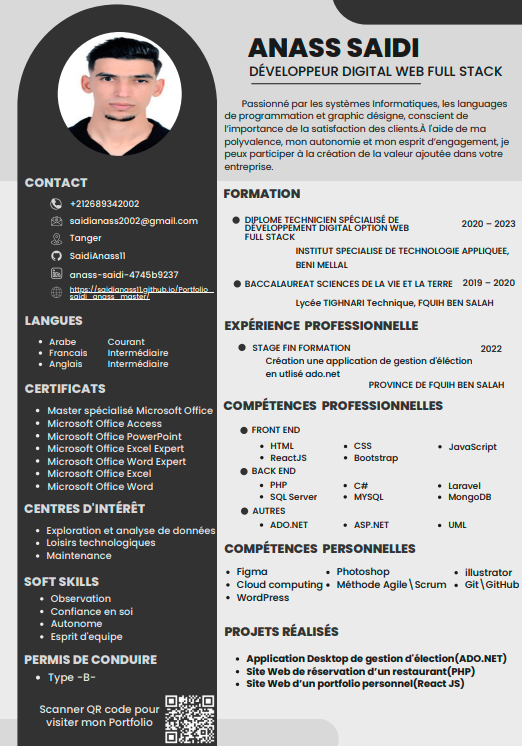 ANASS SAIDI
DÉVELOPPEUR DIGITAL WEB FULL STACK
Passionné par les systèmes Informatiques, les languages
de programmation et graphic désigne, conscient de
l'importance de la satisfaction des clients.À l'aide de ma
polyvalence, mon autonomie et mon esprit d'engagement, je
peux participer à la création de la valeur ajoutée dans votre
entreprise.
CONTACT
+212689342002
saidianass2002@gmail.com
Tanger
SaidiAnass11
anass-saidi-4745b9237
https://saidianass11.github.io/Portfolio_
saidi_anass_master/
LANGUES
• Arabe Courant
• Francais Intermédiaire
• Anglais Intermédiaire
CERTIFICATS
• Master spécialisé Microsoft Office
• Microsoft Office Access
• Microsoft Office PowerPoint
• Microsoft Office Excel Expert
• Microsoft Office Word Expert
• Microsoft Office Excel
• Microsoft Office Word
CENTRES D'INTÉRÊT
• Exploration et analyse de données
• Loisirs technologiques
• Maintenance
SOFT SKILLS
• Observation
• Confiance en soi
• Autonome
• Esprit d'equipe
PERMIS DE CONDUIRE
• Type -B-
Scanner QR code pour
visiter mon Portfolio
FORMATION
● DIPLOME TECHNICIEN SPÉCIALISÉ DE
DÉVELOPPEMENT DIGITAL OPTION WEB
FULL STACK
2020 – 2023
INSTITUT SPECIALISE DE TECHNOLOGIE APPLIQUEE,
BENI MELLAL
● BACCALAUREAT SCIENCES DE LA VIE ET LA TERRE 2019 – 2020
Lycée TIGHNARI Technique, FQUIH BEN SALAH
EXPÉRIENCE PROFESSIONNELLE
● STAGE FIN FORMATION 2022
Création une application de gestion d'éléction
en utlisé ado.net
PROVINCE DE FQUIH BEN SALAH
COMPÉTENCES PROFESSIONNELLES
● FRONT END
• HTML • CSS • JavaScript
• ReactJS • Bootstrap
● BACK END
• PHP • C# • Laravel
• SQL Server • MYSQL • MongoDB
● AUTRES
• ADO.NET • ASP.NET • UML
COMPÉTENCES PERSONNELLES
• Figma • Photoshop • illustrator
• Cloud computing • Méthode Agile\Scrum • Git\GitHub
• WordPress
PROJETS RÉALISÉS
• Application Desktop de gestion d'élection(ADO.NET)
• Site Web de réservation d'un restaurant(PHP)
• Site Web d'un portfolio personnel(React JS)